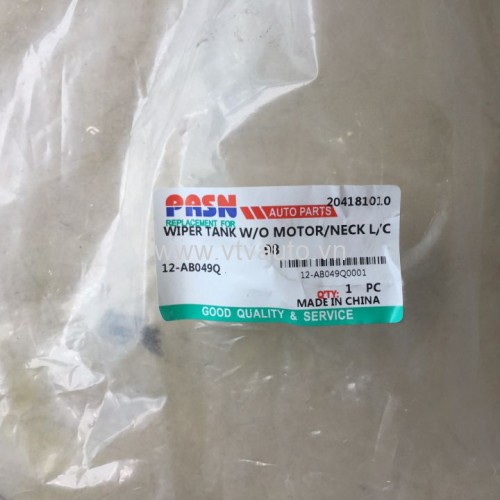 PASN AUTO PARTS 204181010
REPLACEMENT FOR
WIPER TANK W/O MOTOR/NECK L/C
98
12-AB049Q 12-AB049Q0001
QTY: 1 PC
MADE IN CHINA
GOOD QUALITY & SERVICE
www.vtvauto.vn